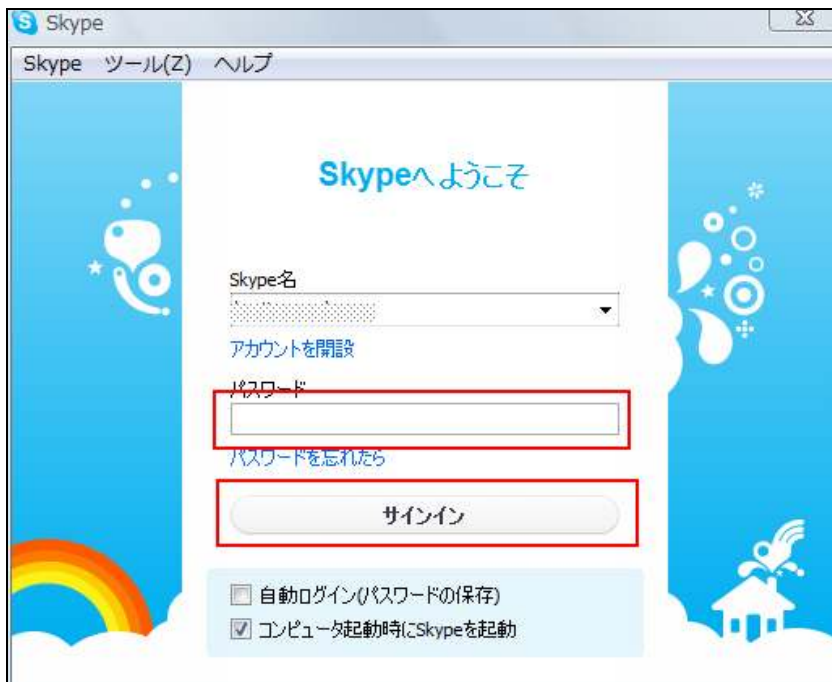 Skype
Skype ツール(Z) ヘルプ
Skypeへようこそ
Skype名
アカウントを開設
パスワード
パスワードを忘れたら
サインイン
自動ログイン(パスワードの保存)
コンピュータ起動時にSkypeを起動